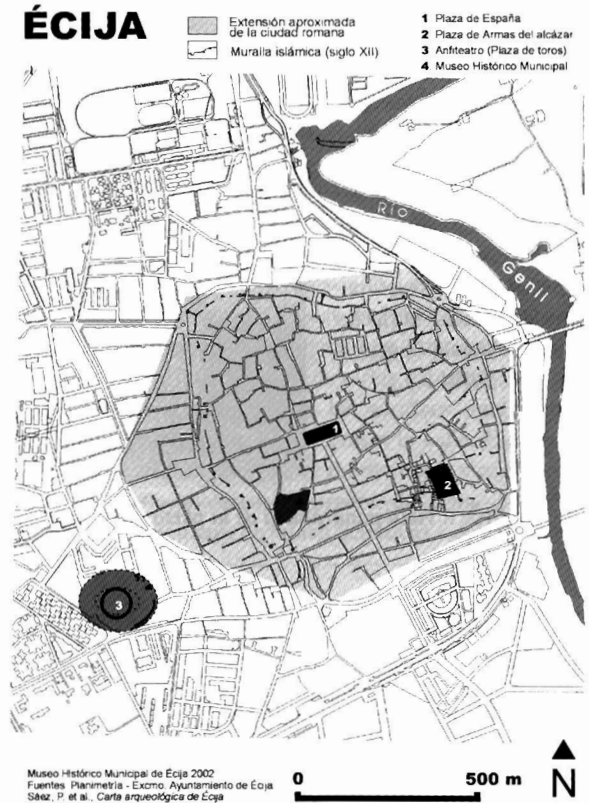 ÉCIJA
Extensión aproximada
de la ciudad romana
Muralla islámica (siglo XII)
1 Plaza de España
2 Plaza de Armas del alcázar
3 Anfiteatro (Plaza de toros)
4 Museo Histórico Municipal
Río
Genil
1
2
3
Museo Histórico Municipal de Écija 2002
Fuentes Planimetría - Excmo. Ayuntamiento de Écija
Sáez, P. et al., Carta arqueológica de Écija
0 500 m
N